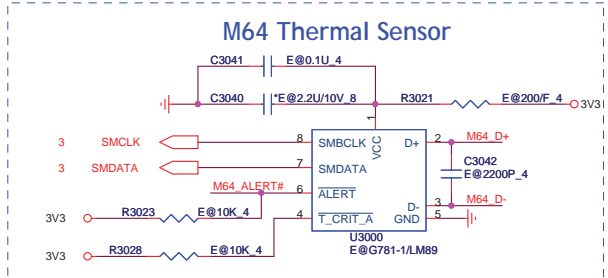 M64 Thermal Sensor
C3041 E@0.1U_4
C3040 *E@2.2U/10V_8 R3021 E@200/F_4 3V3
1
3 SMCLK 8 SMBCLK VCC D+ 2 M64_D+
3 SMDATA 7 SMDATA C3042
E@2200P_4
M64_ALERT# 6 ALERT D- 3 M64_D-
3V3 R3023 E@10K_4 4 T_CRIT_A GND 5
U3000
3V3 R3028 E@10K_4 E@G781-1/LM89